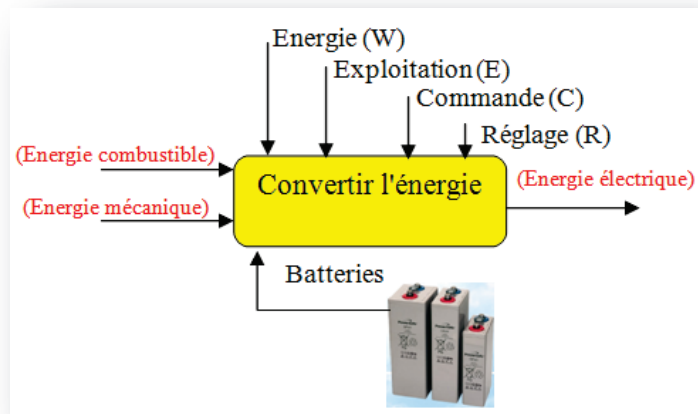 Energie (W)
Exploitation (E)
Commande (C)
Réglage (R)
(Energie combustible)
Convertir l'énergie
(Energie électrique)
(Energie mécanique)
Batteries